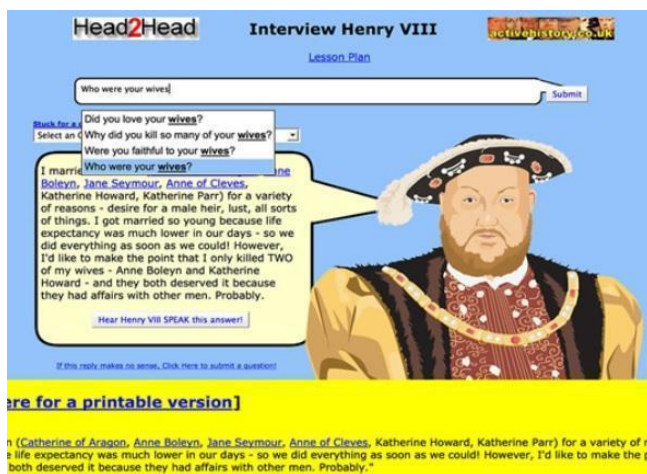 Head2Head
Interview Henry VIII
activehistory.co.uk
Lesson Plan
Who were your wives
Submit
Did you love your wives?
Stuck for a
Why did you kill so many of your wives?
Select an
Were you faithful to your wives?
Who were your wives?
I marrie ne
Boleyn, Jane Seymour, Anne of Cleves,
Katherine Howard, Katherine Parr) for a variety
of reasons - desire for a male heir, lust, all sorts
of things. I got married so young because life
expectancy was much lower in our days - so we
did everything as soon as we could! However,
I'd like to make the point that I only killed TWO
of my wives - Anne Boleyn and Katherine
Howard - and they both deserved it because
they had affairs with other men. Probably.
Hear Henry VIII SPEAK this answer!
If this reply makes no sense, Click Here to submit a question!
ere for a printable version]
n (Catherine of Aragon, Anne Boleyn, Jane Seymour, Anne of Cleves, Katherine Howard, Katherine Parr) for a variety of r
e life expectancy was much lower in our days - so we did everything as soon as we could! However, I'd like to make the p
both deserved it because they had affairs with other men. Probably."